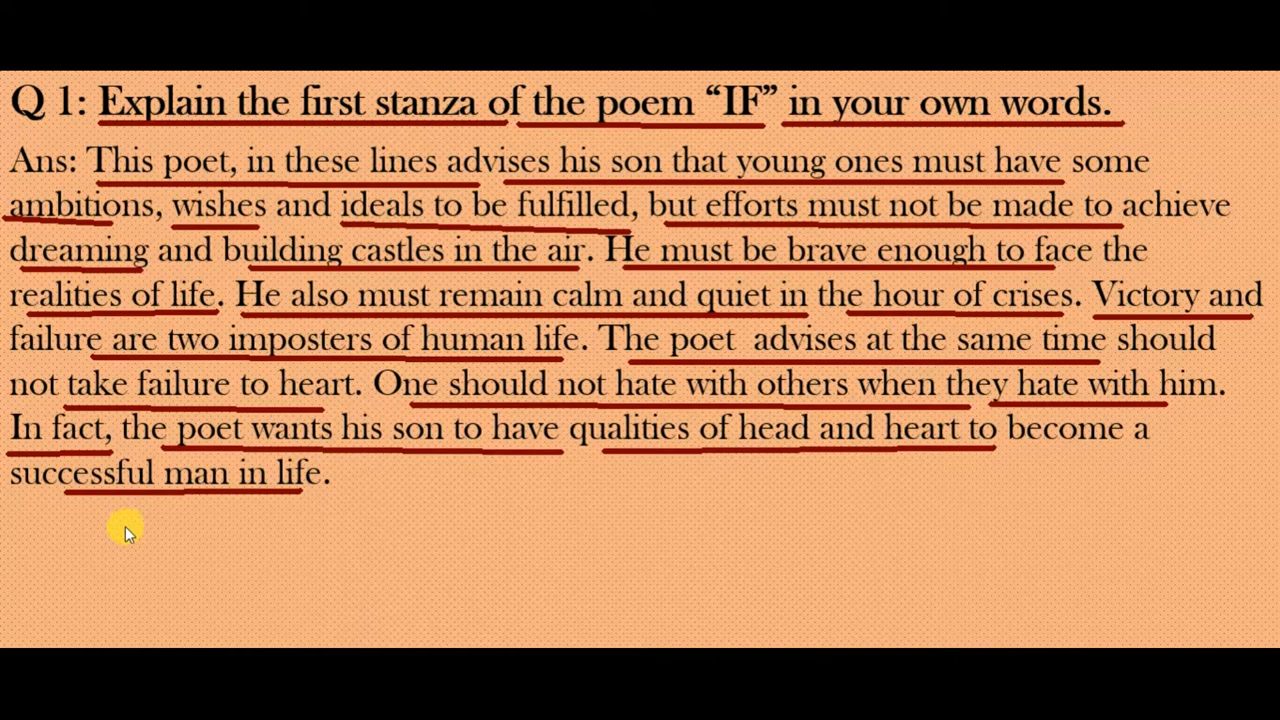 Q 1: Explain the first stanza of the poem “IF” in your own words.
Ans: This poet, in these lines advises his son that young ones must have some
ambitions, wishes and ideals to be fulfilled, but efforts must not be made to achieve
dreaming and building castles in the air. He must be brave enough to face the
realities of life. He also must remain calm and quiet in the hour of crises. Victory and
failure are two imposters of human life. The poet advises at the same time should
not take failure to heart. One should not hate with others when they hate with him.
In fact, the poet wants his son to have qualities of head and heart to become a
successful man in life.